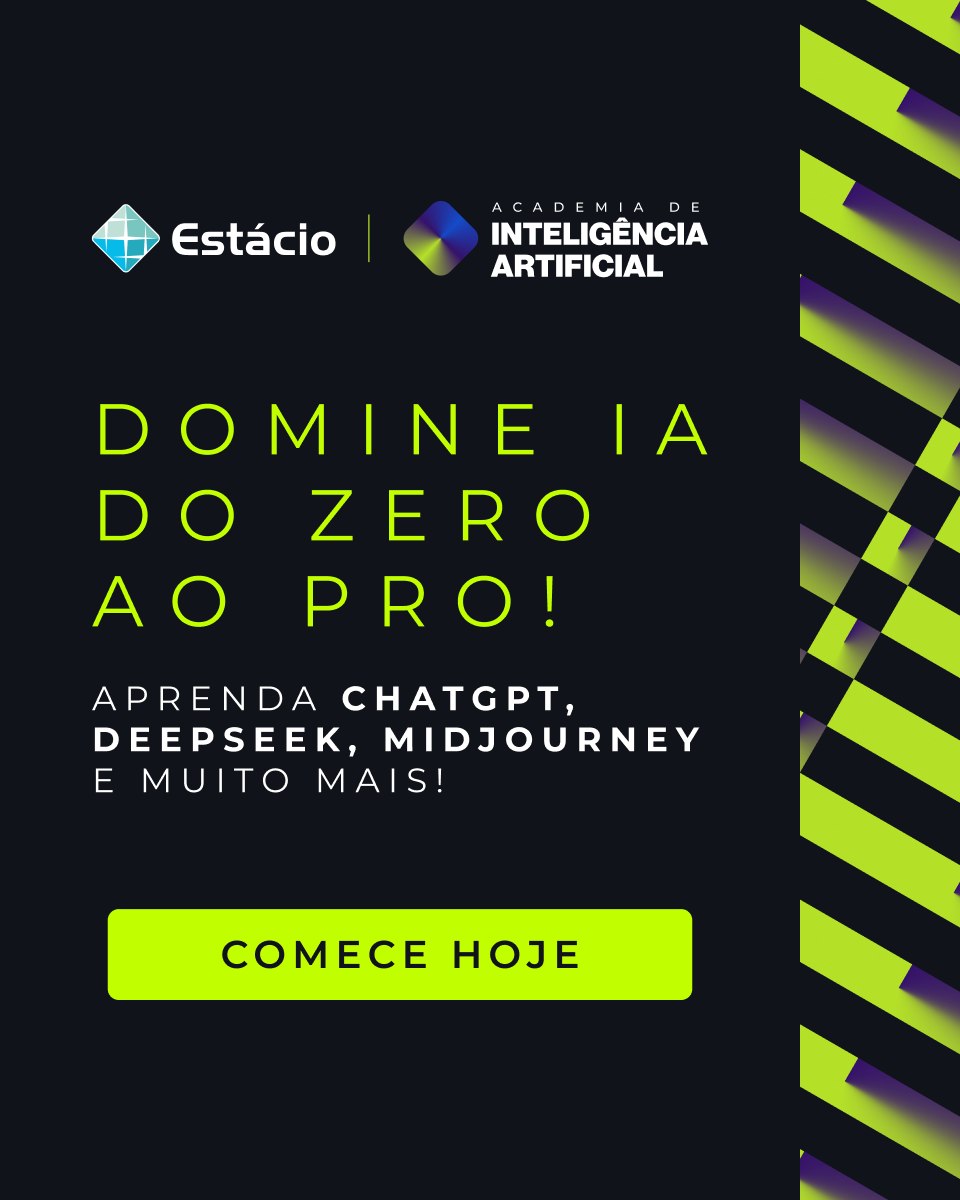 Estácio
ACADEMIA DE
INTELIGÊNCIA
ARTIFICIAL
DOMINE IA
DO ZERO
AO PRO!
APRENDA CHATGPT,
DEEPSEEK, MIDJOURNEY
E MUITO MAIS!
COMECE HOJE